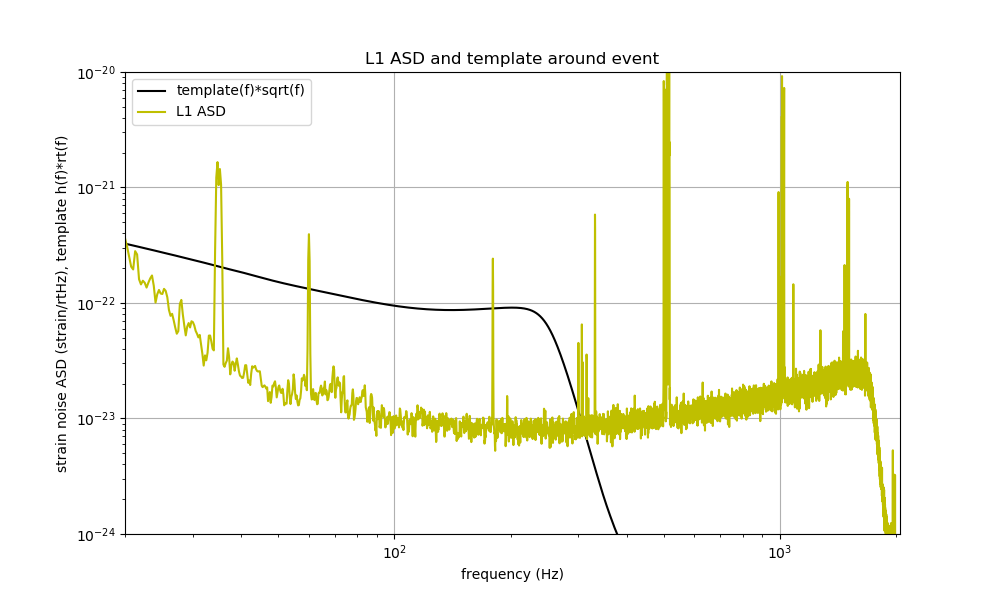 L1 ASD and template around event
template(f)*sqrt(f)
L1 ASD
strain noise ASD (strain/rtHz), template h(f)*rt(f)
10⁻²⁰
10⁻²¹
10⁻²²
10⁻²³
10⁻²⁴
10²
10³
frequency (Hz)